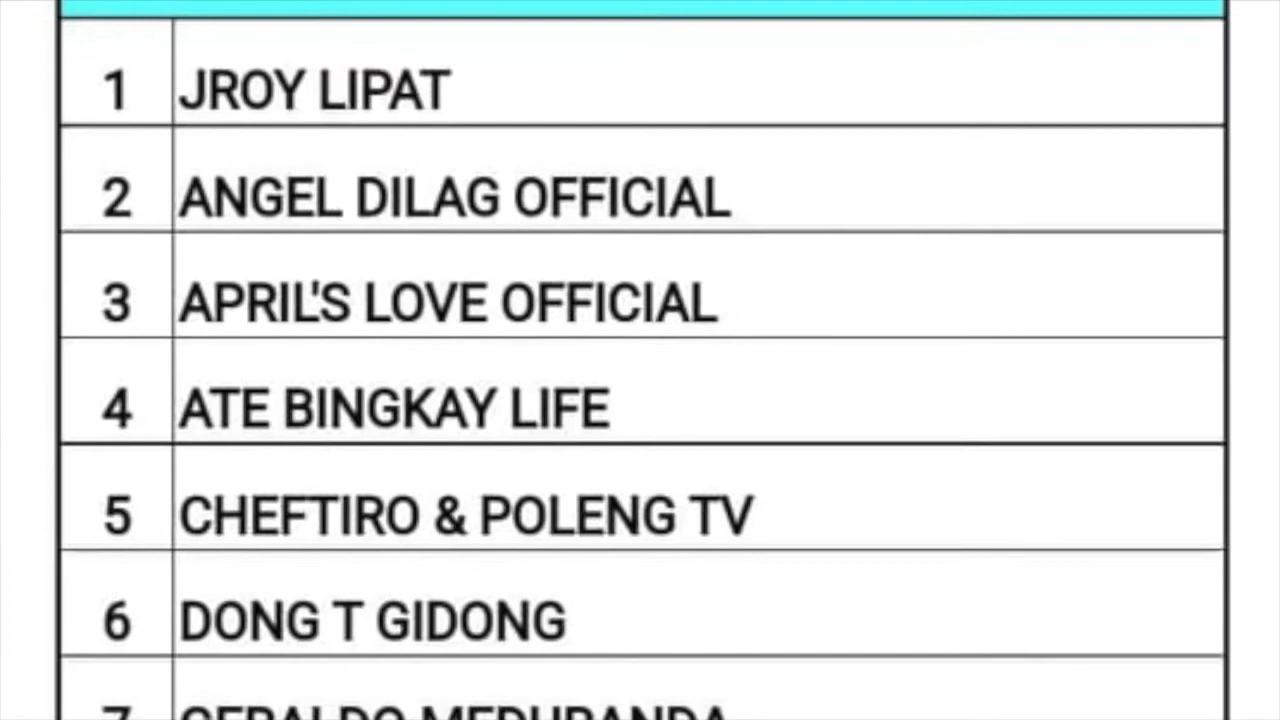 1 JROY LIPAT
2 ANGEL DILAG OFFICIAL
3 APRIL'S LOVE OFFICIAL
4 ATE BINGKAY LIFE
5 CHEFTIRO & POLENG TV
6 DONG T GIDONG
7